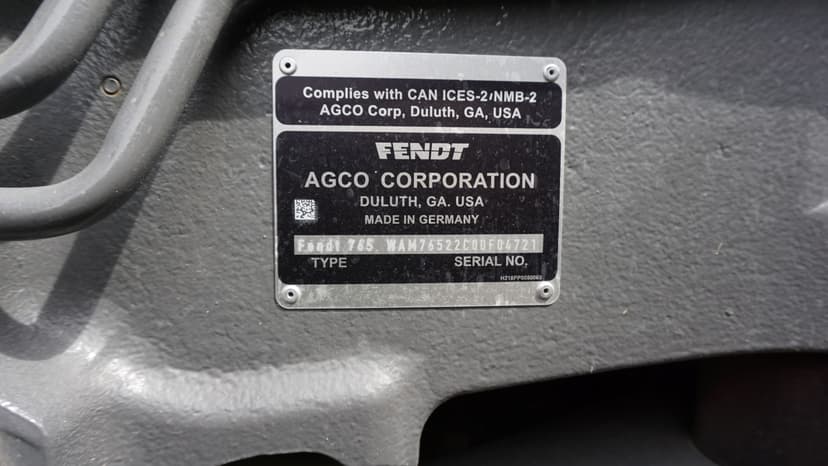 Complies with CAN ICES-2/NMB-2
AGCO Corp, Duluth, GA, USA
FENDT
AGCO CORPORATION
DULUTH, GA. USA
MADE IN GERMANY
Fendt 765 WAM76522C00F04721
TYPE SERIAL NO.